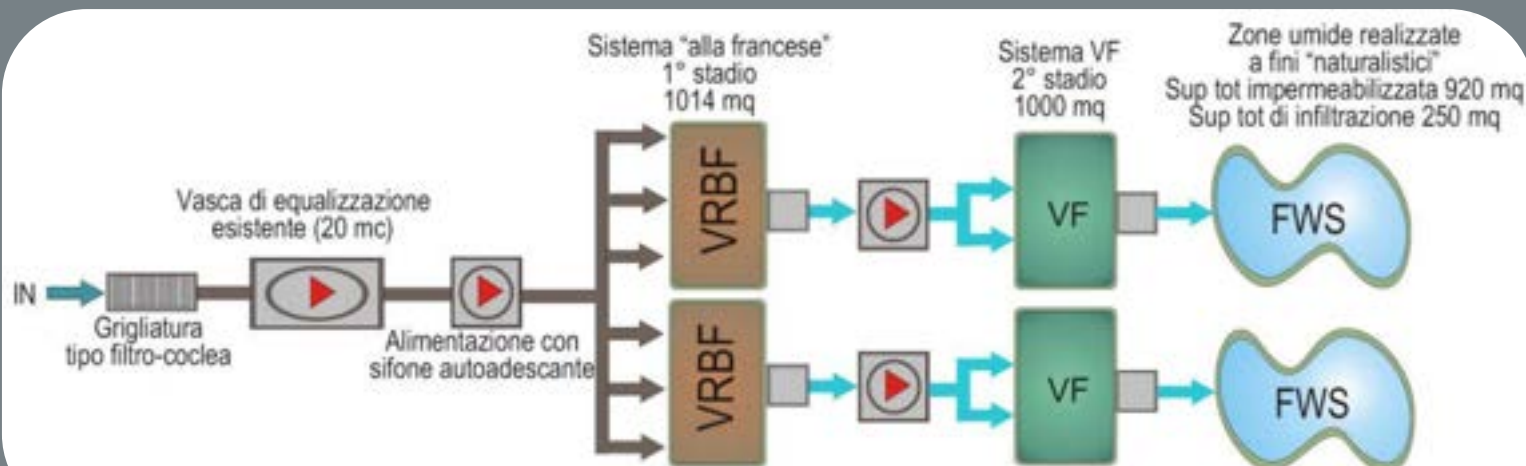 Sistema "alla francese"
1° stadio
1014 mq
Sistema VF
2° stadio
1000 mq
Zone umide realizzate
a fini "naturalistici"
Sup tot impermeabilizzata 920 mq
Sup tot di infiltrazione 250 mq
Vasca di equalizzazione
esistente (20 mc)
IN
Grigliatura
tipo filtro-coclea
Alimentazione con
sifone autoadescante
VRBF
VF
FWS
VRBF
VF
FWS